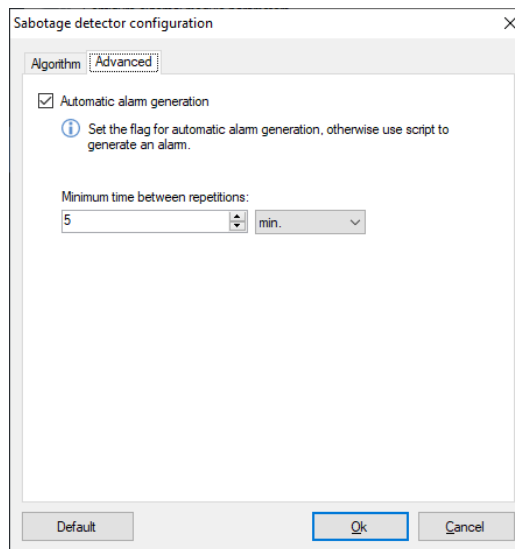 Sabotage detector configuration
Algorithm
Advanced
Automatic alarm generation
Set the flag for automatic alarm generation, otherwise use script to
generate an alarm.
Minimum time between repetitions:
5
min.
Default
Ok
Cancel